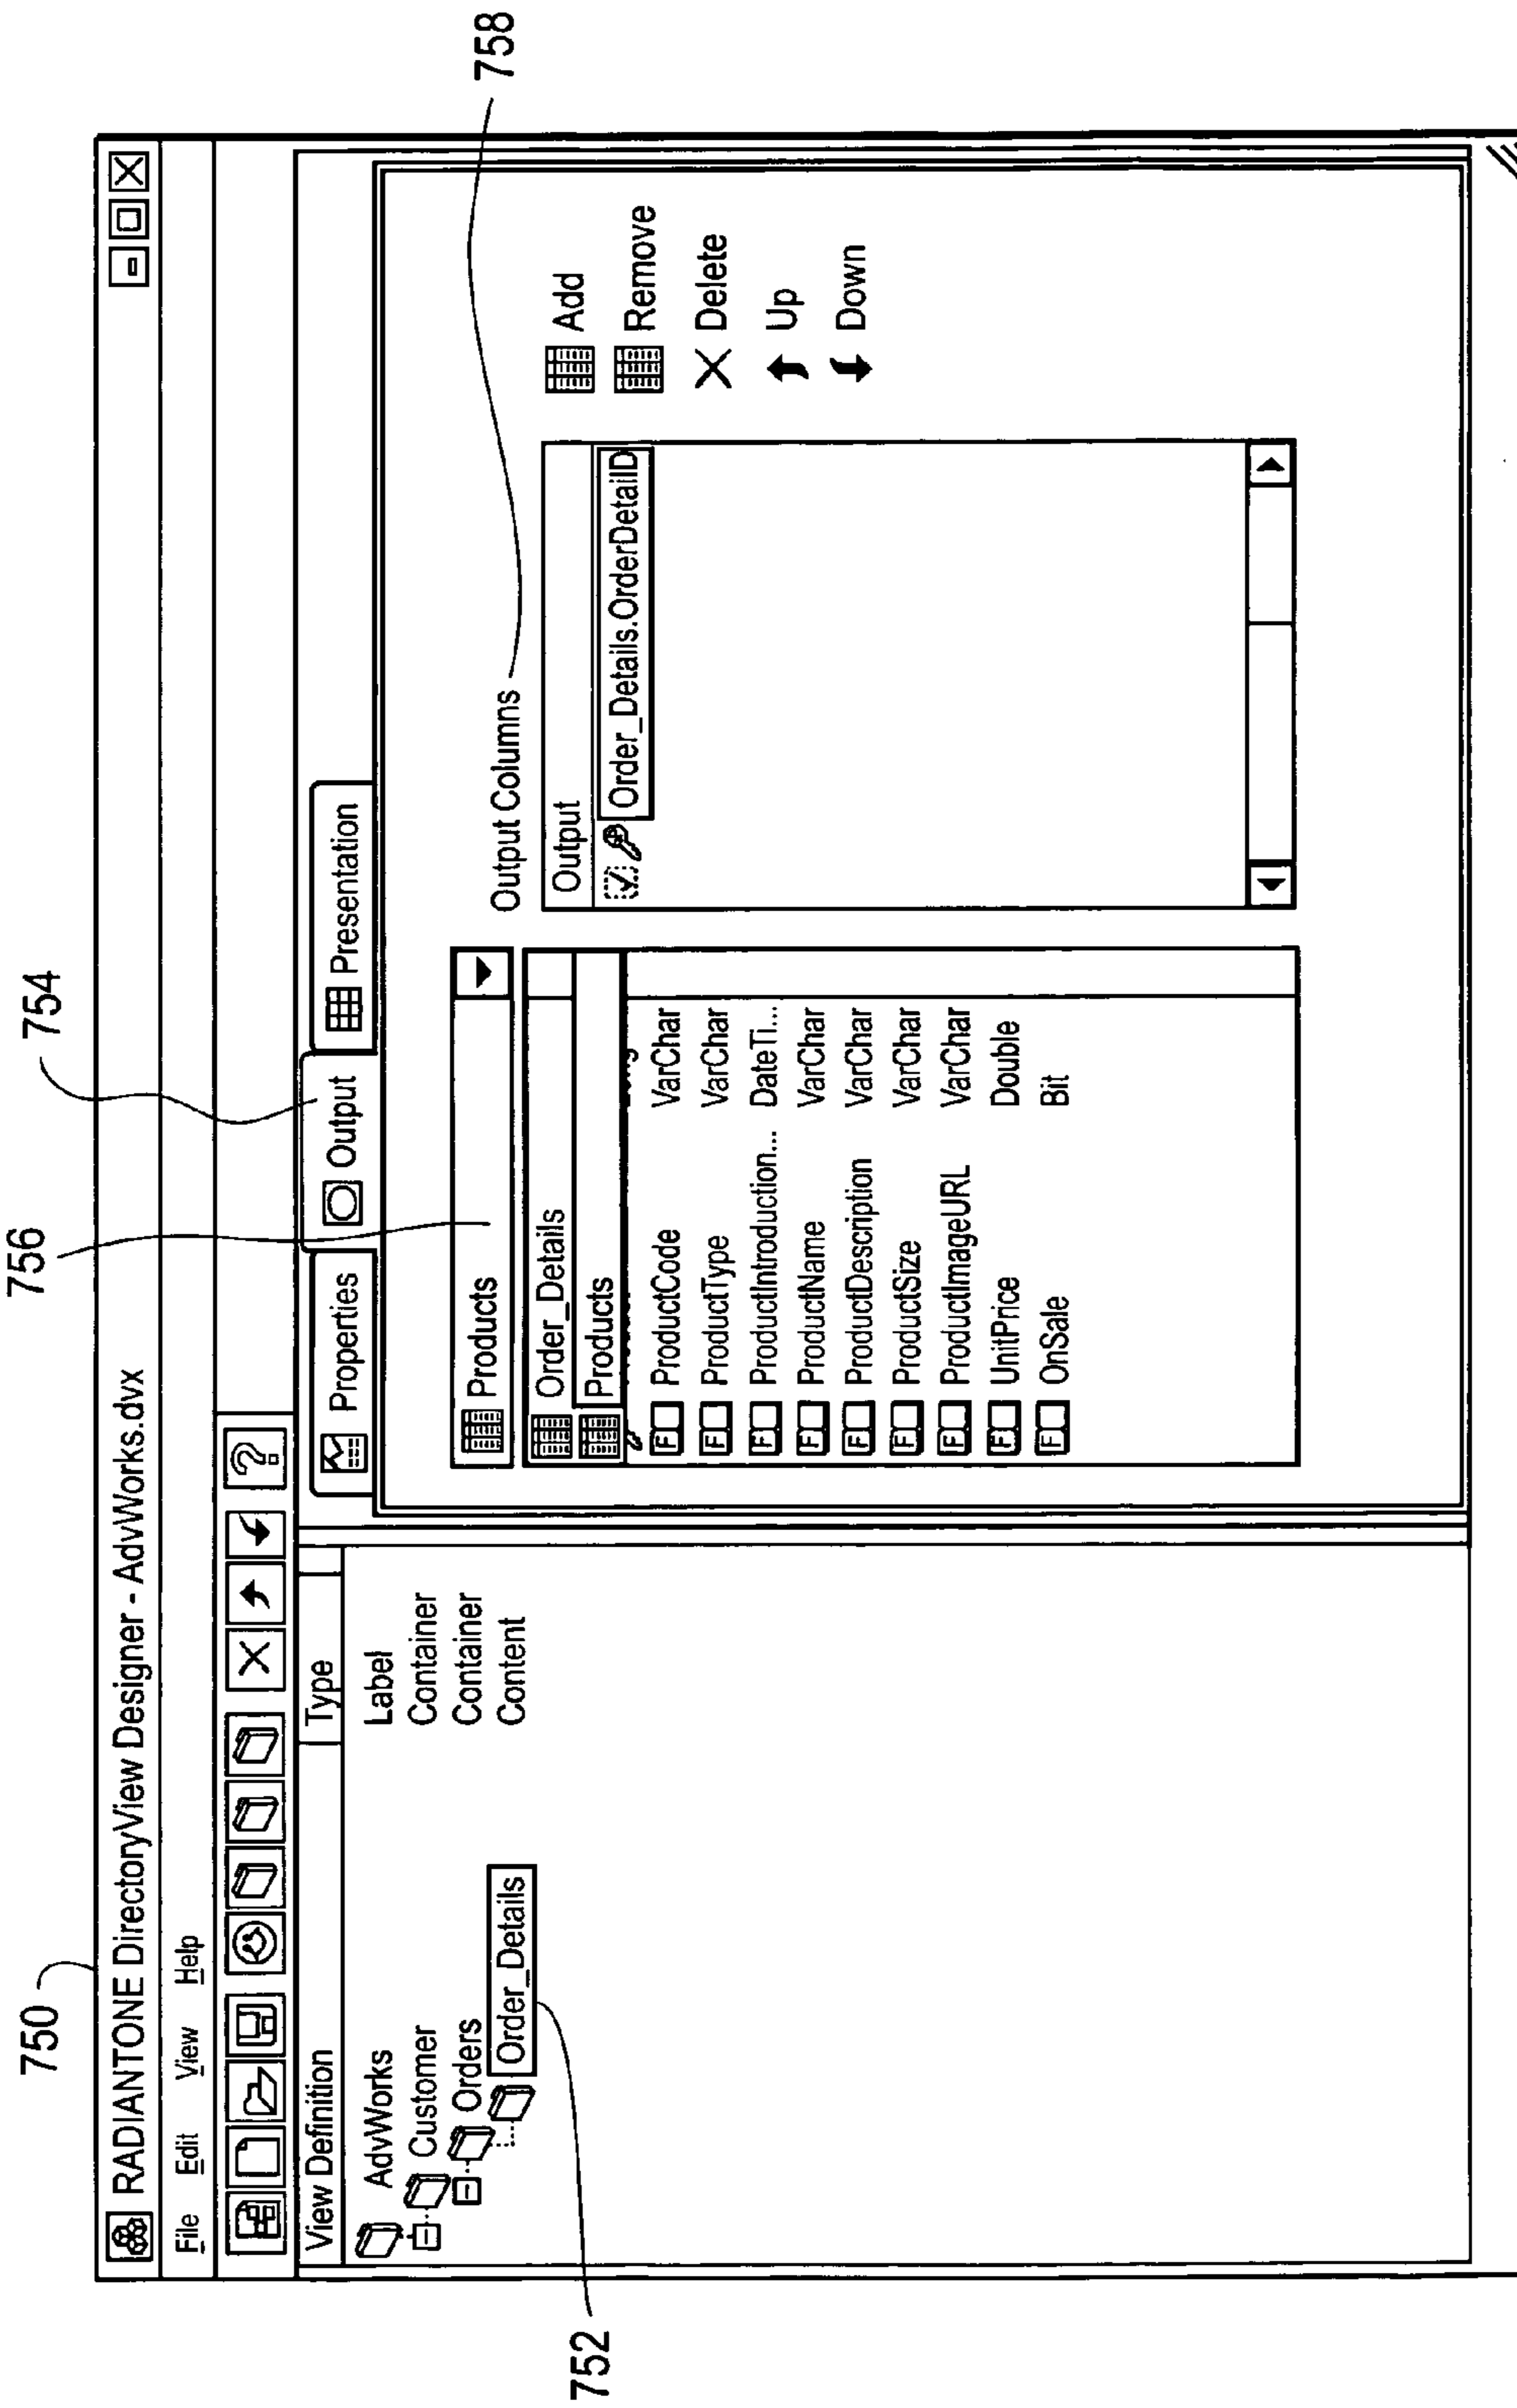 750
752
754
756
758
RADIANTONE DirectoryView Designer - AdvWorks.dvx
File Edit View Help
View Definition Type
AdvWorks Label
Customer Container
Orders Container
Order_Details Content
Properties Output Presentation
Products
Order_Details
Products
ProductCode VarChar
ProductType VarChar
ProductIntroduction... DateTi...
ProductName VarChar
ProductDescription VarChar
ProductSize VarChar
ProductImageURL VarChar
UnitPrice Double
OnSale Bit
Output Columns
Output
Order_Details.OrderDetailD
Add
Remove
Delete
Up
Down